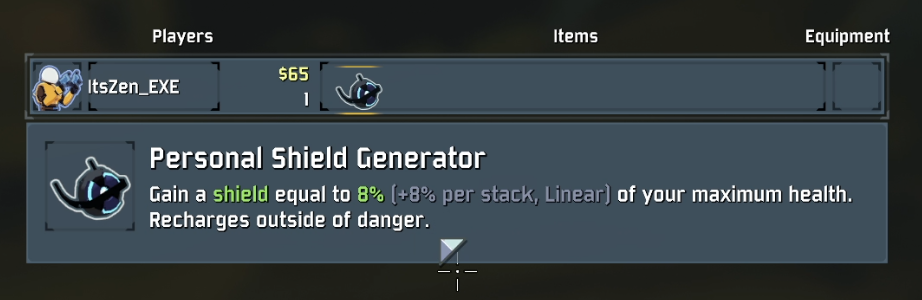 Players Items Equipment
ItsZen_EXE $65
1
Personal Shield Generator
Gain a shield equal to 8% (+8% per stack, Linear) of your maximum health.
Recharges outside of danger.